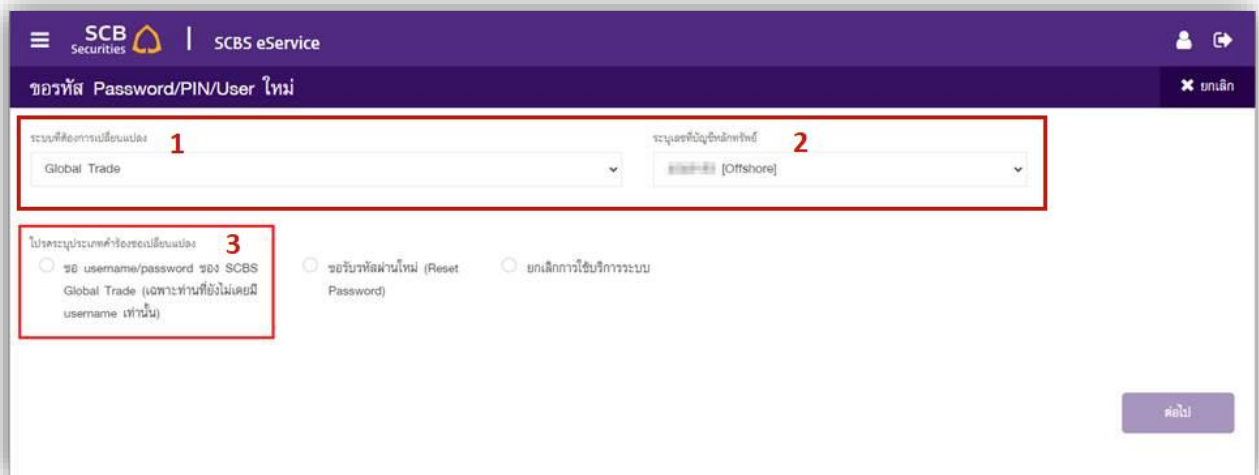 SCB
Securities
SCBS eService
ขอรหัส Password/PIN/User ใหม่
ยกเลิก
ระบบที่ต้องการเปลี่ยนแปลง 1
ระบุเลขที่บัญชีหลักทรัพย์ 2
Global Trade
[Offshore]
โปรดระบุประเภทคำร้องขอเปลี่ยนแปลง 3
ขอ username/password ของ SCBS
Global Trade (เฉพาะท่านที่ยังไม่เคยมี
username เท่านั้น)
ขอรับรหัสผ่านใหม่ (Reset
Password)
ยกเลิกการใช้บริการระบบ
ต่อไป